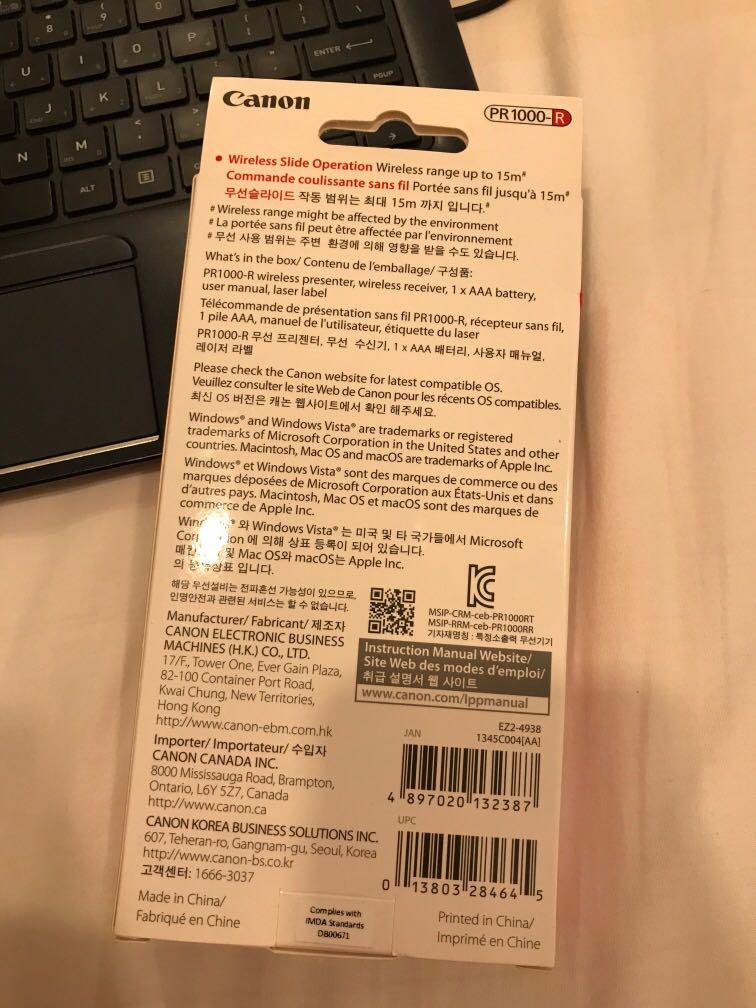 *
8
9
(
0
)
U
I
O
P
J
K
L
N
M
ALT
ENTER
PGUP
Canon
PR1000-R
• Wireless Slide Operation Wireless range up to 15m#
Commande coulissante sans fil Portée sans fil jusqu'à 15m#
무선슬라이드 작동 범위는 최대 15m 까지 입니다.#
# Wireless range might be affected by the environment
# La portée sans fil peut être affectée par l'environnement
# 무선 사용 범위는 주변 환경에 의해 영향을 받을 수도 있습니다.
What's in the box/ Contenu de l'emballage/ 구성품:
PR1000-R wireless presenter, wireless receiver, 1 x AAA battery,
user manual, laser label
Télécommande de présentation sans fil PR1000-R, récepteur sans fil,
1 pile AAA, manuel de l'utilisateur, étiquette du laser
PR1000-R 무선 프리젠터, 무선 수신기, 1 x AAA 배터리, 사용자 매뉴얼,
레이저 라벨
Please check the Canon website for latest compatible OS.
Veuillez consulter le site Web de Canon pour les récents OS compatibles.
최신 OS 버전은 캐논 웹사이트에서 확인 해주세요.
Windows® and Windows Vista® are trademarks or registered
trademarks of Microsoft Corporation in the United States and other
countries. Macintosh, Mac OS and macOS are trademarks of Apple Inc.
Windows® et Windows Vista® sont des marques de commerce ou des
marques déposées de Microsoft Corporation aux États-Unis et dans
d'autres pays. Macintosh, Mac OS et macOS sont des marques de
commerce de Apple Inc.
Windows® 와 Windows Vista® 는 미국 및 타 국가들에서 Microsoft
Corporation 에 의해 상표 등록이 되어 있습니다.
및 Mac OS와 macOS는 Apple Inc.
의 입니다.
해당 무선설비는 전파혼선 가능성이 있으므로,
인명안전과 관련된 서비스는 할 수 없습니다.
MSIP-CRM-ceb-PR1000RT
MSIP-RRM-ceb-PR1000RR
기자재명칭 : 특정소출력 무선기기
Manufacturer/ Fabricant/ 제조자
CANON ELECTRONIC BUSINESS
MACHINES (H.K.) CO., LTD.
17/F., Tower One, Ever Gain Plaza,
82-100 Container Port Road,
Kwai Chung, New Territories,
Hong Kong
http://www.canon-ebm.com.hk
Instruction Manual Website/
Site Web des modes d'emploi/
취급 설명서 웹 사이트
www.canon.com/lppmanual
EZ2-4938
1345C004[AA]
JAN
4 897020 132387
Importer/ Importateur/ 수입자
CANON CANADA INC.
8000 Mississauga Road, Brampton,
Ontario, L6Y 5Z7, Canada
http://www.canon.ca
UPC
0 13803 28464 5
CANON KOREA BUSINESS SOLUTIONS INC.
607, Teheran-ro, Gangnam-gu, Seoul, Korea
http://www.canon-bs.co.kr
고객센터: 1666-3037
Made in China/
Fabriqué en Chine
Complies with
IMDA Standards
DB00671
Printed in China/
Imprimé en Chine